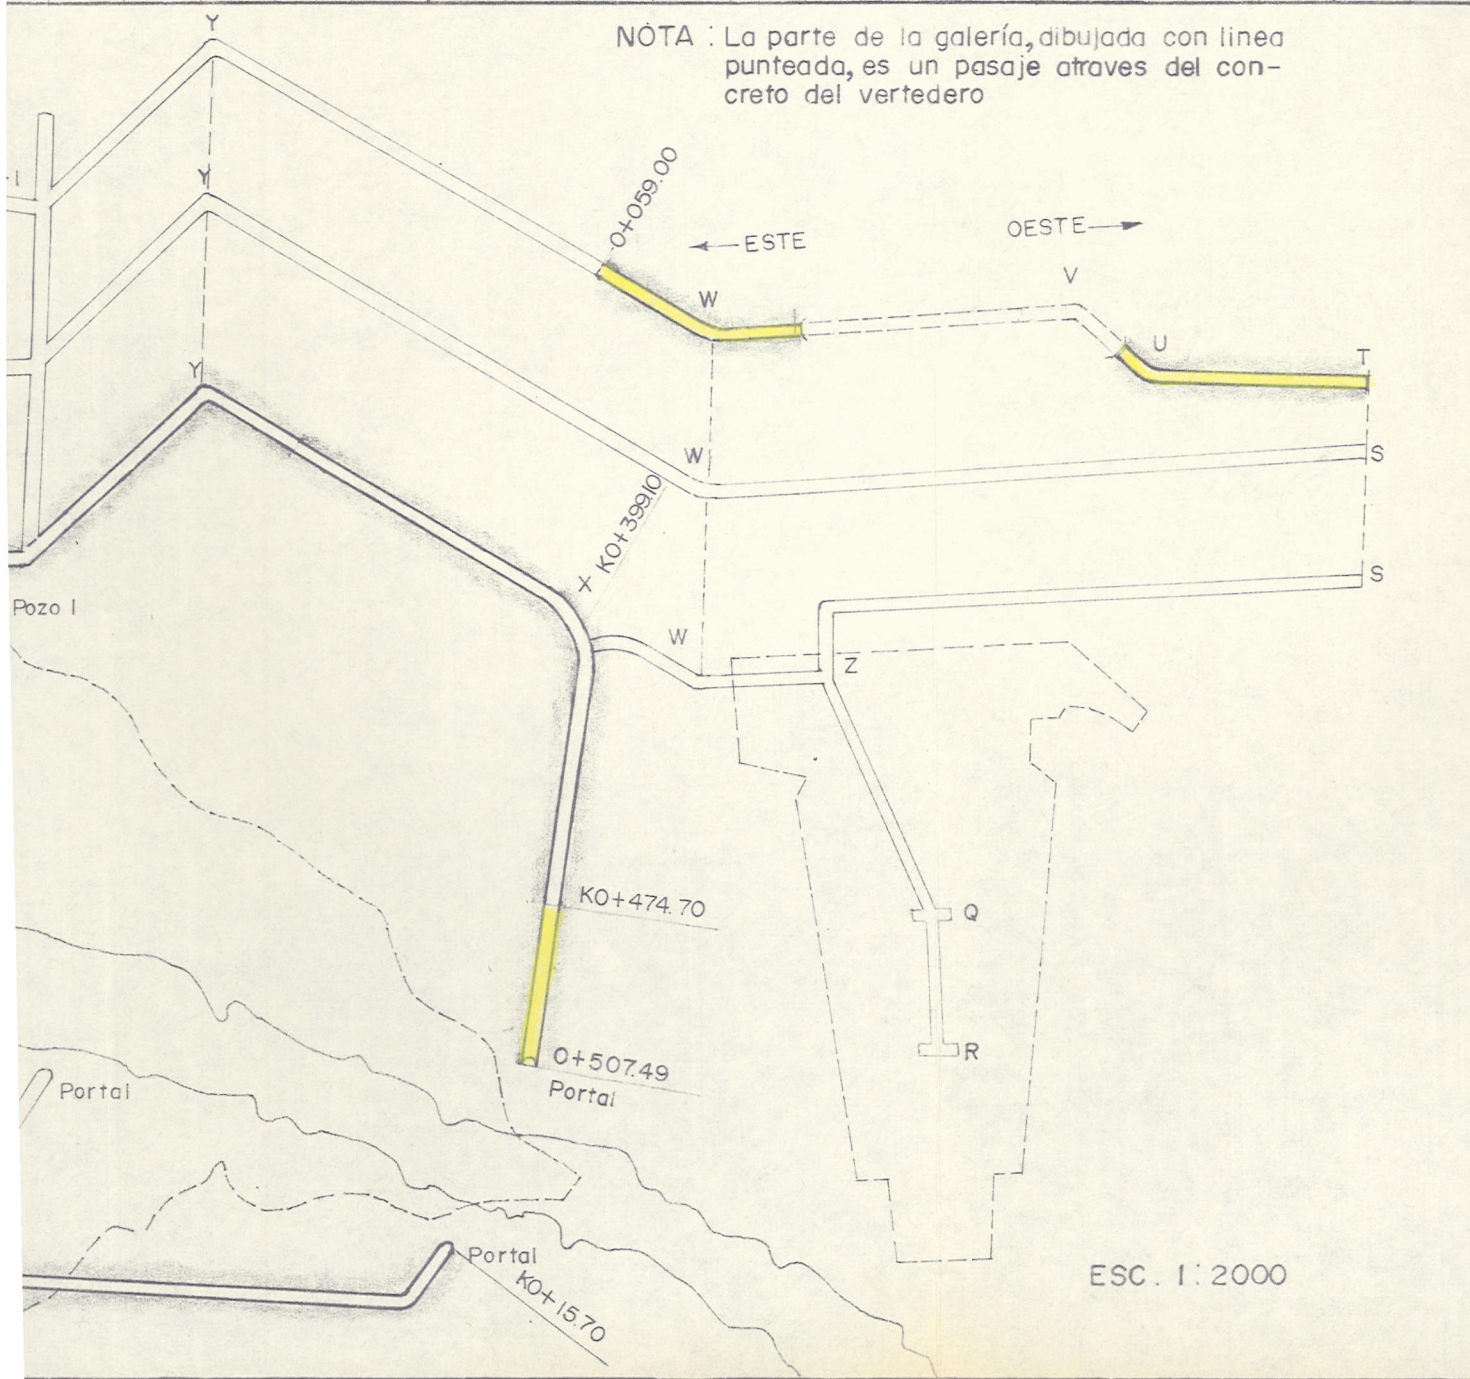 Y
NOTA : La parte de la galería, dibujada con linea
punteada, es un pasaje atraves del con-
creto del vertedero
Y
0+059.00
← ESTE
OESTE →
W
V
U
T
Y
W
S
K0+399.10
X
S
Pozo 1
W
Z
K0+474.70
Q
R
0+507.49
Portal
Portal
Portal
K0+15.70
ESC. 1:2000